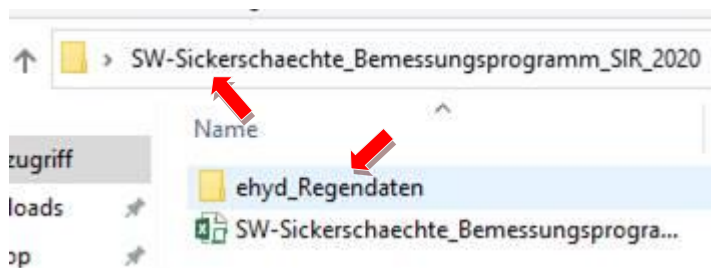 SW-Sickerschaechte_Bemessungsprogramm_SIR_2020
Name
zugriff
ehyd_Regendaten
loads
SW-Sickerschaechte_Bemessungsprogra...
op